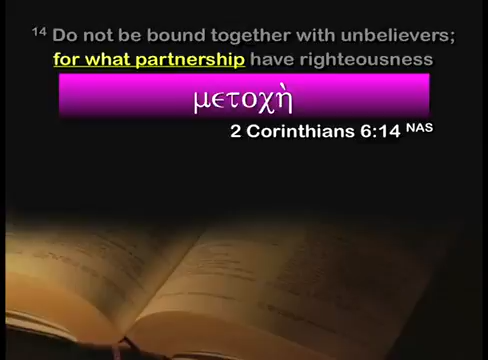 14 Do not be bound together with unbelievers;
for what partnership have righteousness
μετοχὴ
2 Corinthians 6:14 NAS